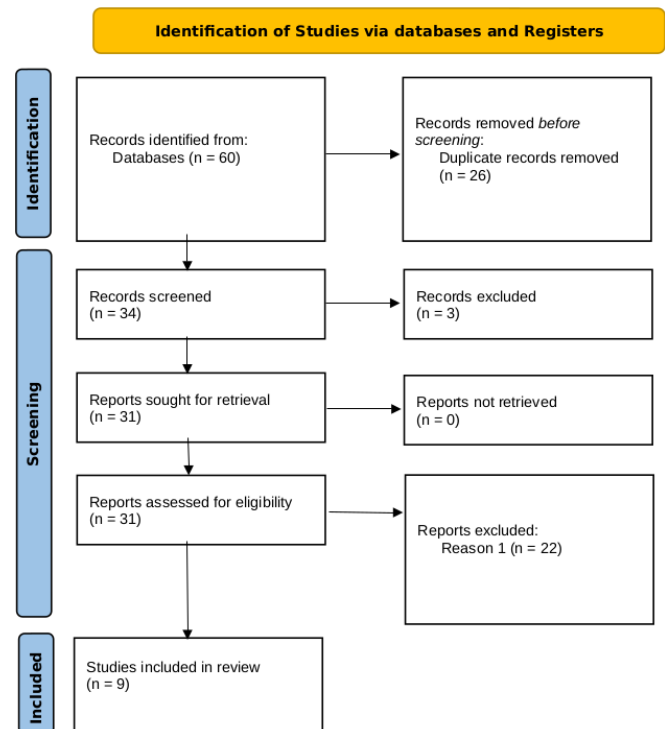 Identification of Studies via databases and Registers
Identification
Records identified from:
Databases (n = 60)
Records removed before
screening:
Duplicate records removed
(n = 26)
Screening
Records screened
(n = 34)
Records excluded
(n = 3)
Reports sought for retrieval
(n = 31)
Reports not retrieved
(n = 0)
Reports assessed for eligibility
(n = 31)
Reports excluded:
Reason 1 (n = 22)
Included
Studies included in review
(n = 9)